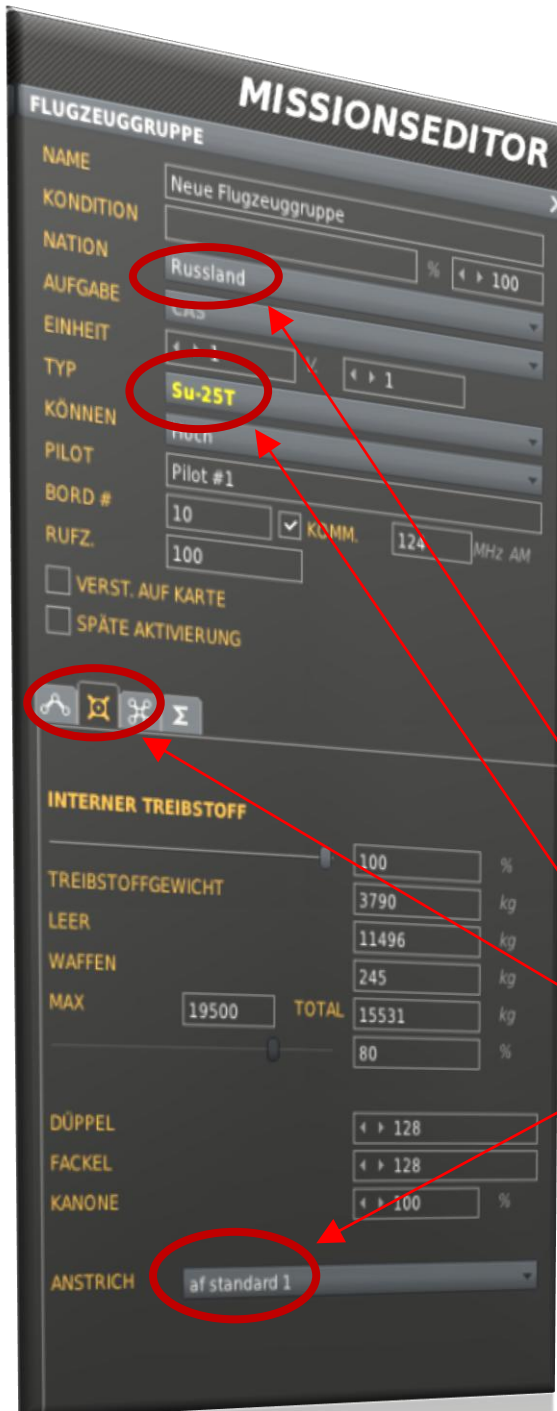 MISSIONSEDITOR
FLUGZEUGGRUPPE
NAME Neue Flugzeuggruppe
KONDITION % 100
NATION Russland
AUFGABE CAS
EINHEIT 1 V. 1
TYP Su-25T
KÖNNEN Hoch
PILOT Pilot #1
BORD # 10 KOMM. 124 MHz AM
RUFZ. 100
VERST. AUF KARTE
SPÄTE AKTIVIERUNG
Σ
INTERNER TREIBSTOFF 100 %
TREIBSTOFFGEWICHT 3790 kg
LEER 11496 kg
WAFFEN 245 kg
MAX 19500 TOTAL 15531 kg
80 %
DÜPPEL 128
FACKEL 128
KANONE 100 %
ANSTRICH af standard 1